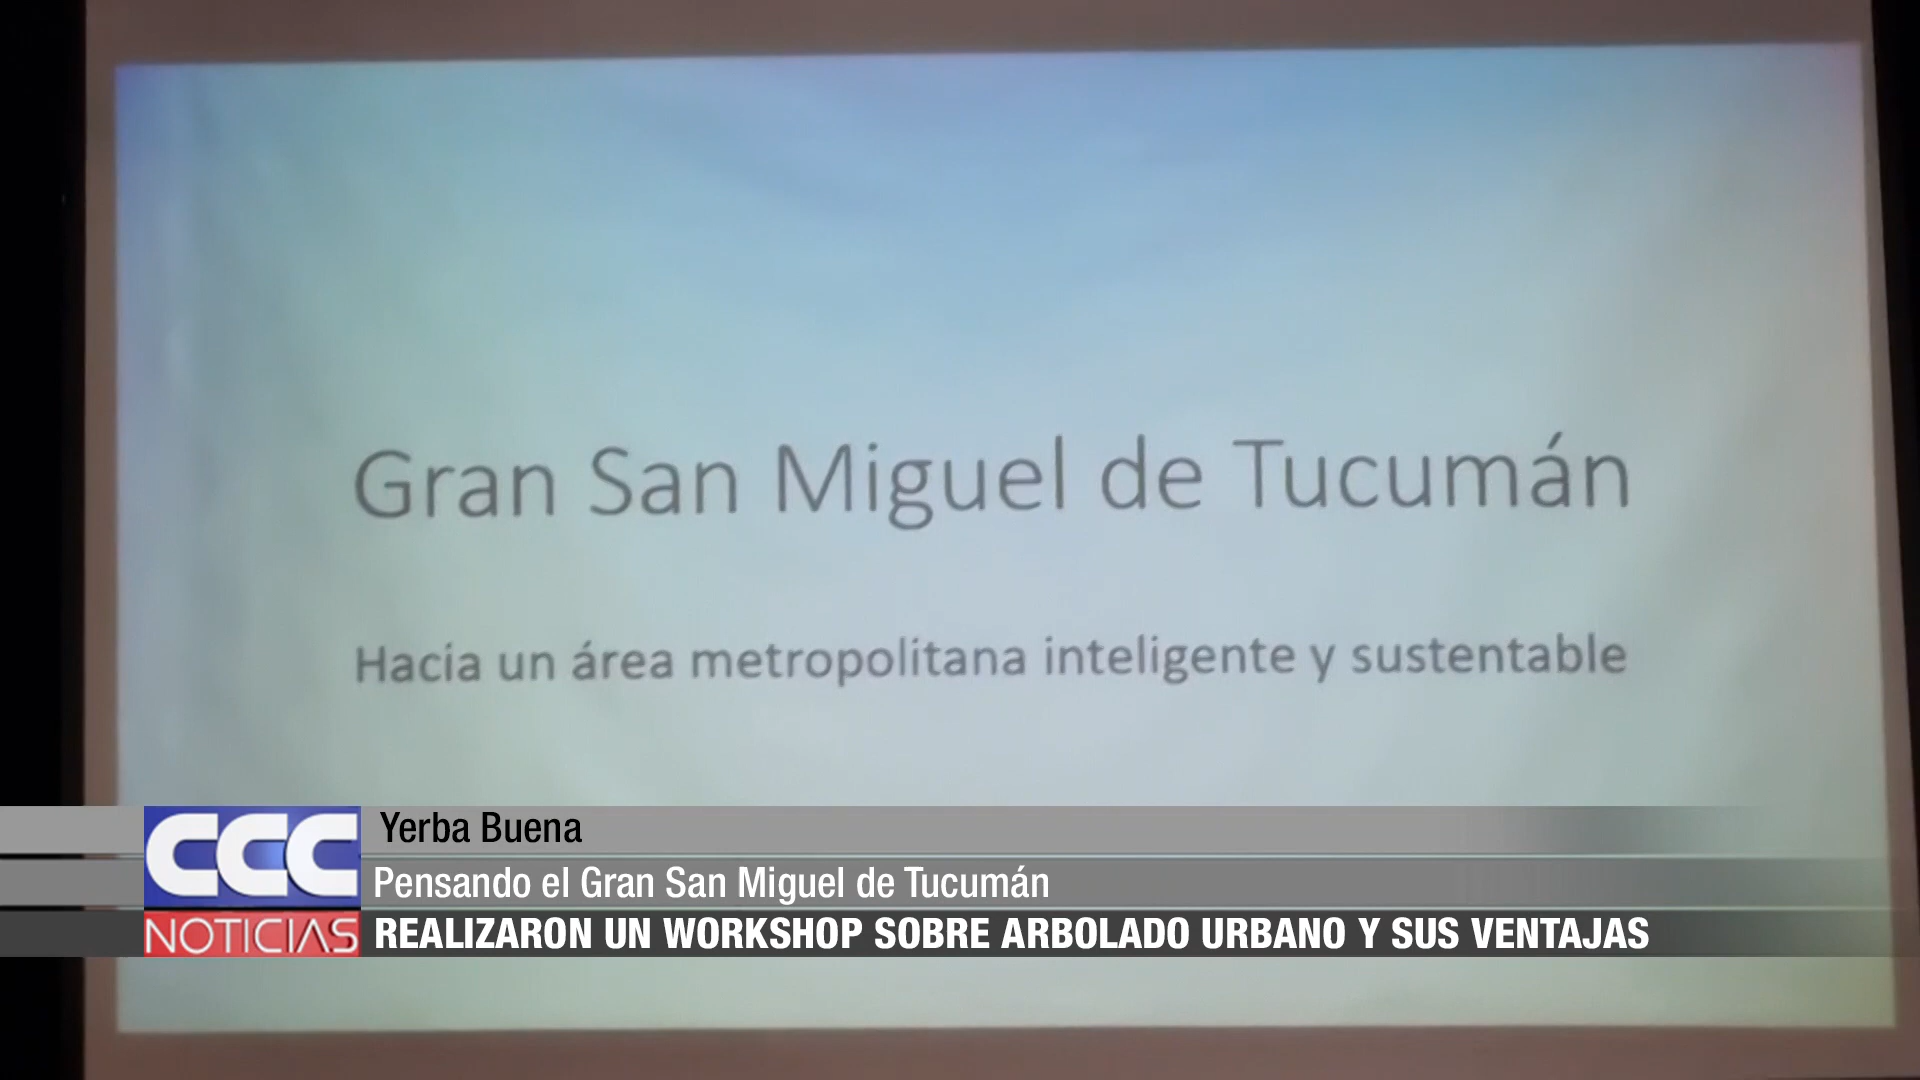 Gran San Miguel de Tucumán
Hacia un área metropolitana inteligente y sustentable
Yerba Buena
Pensando el Gran San Miguel de Tucumán
CCC
NOTICIAS
REALIZARON UN WORKSHOP SOBRE ARBOLADO URBANO Y SUS VENTAJAS